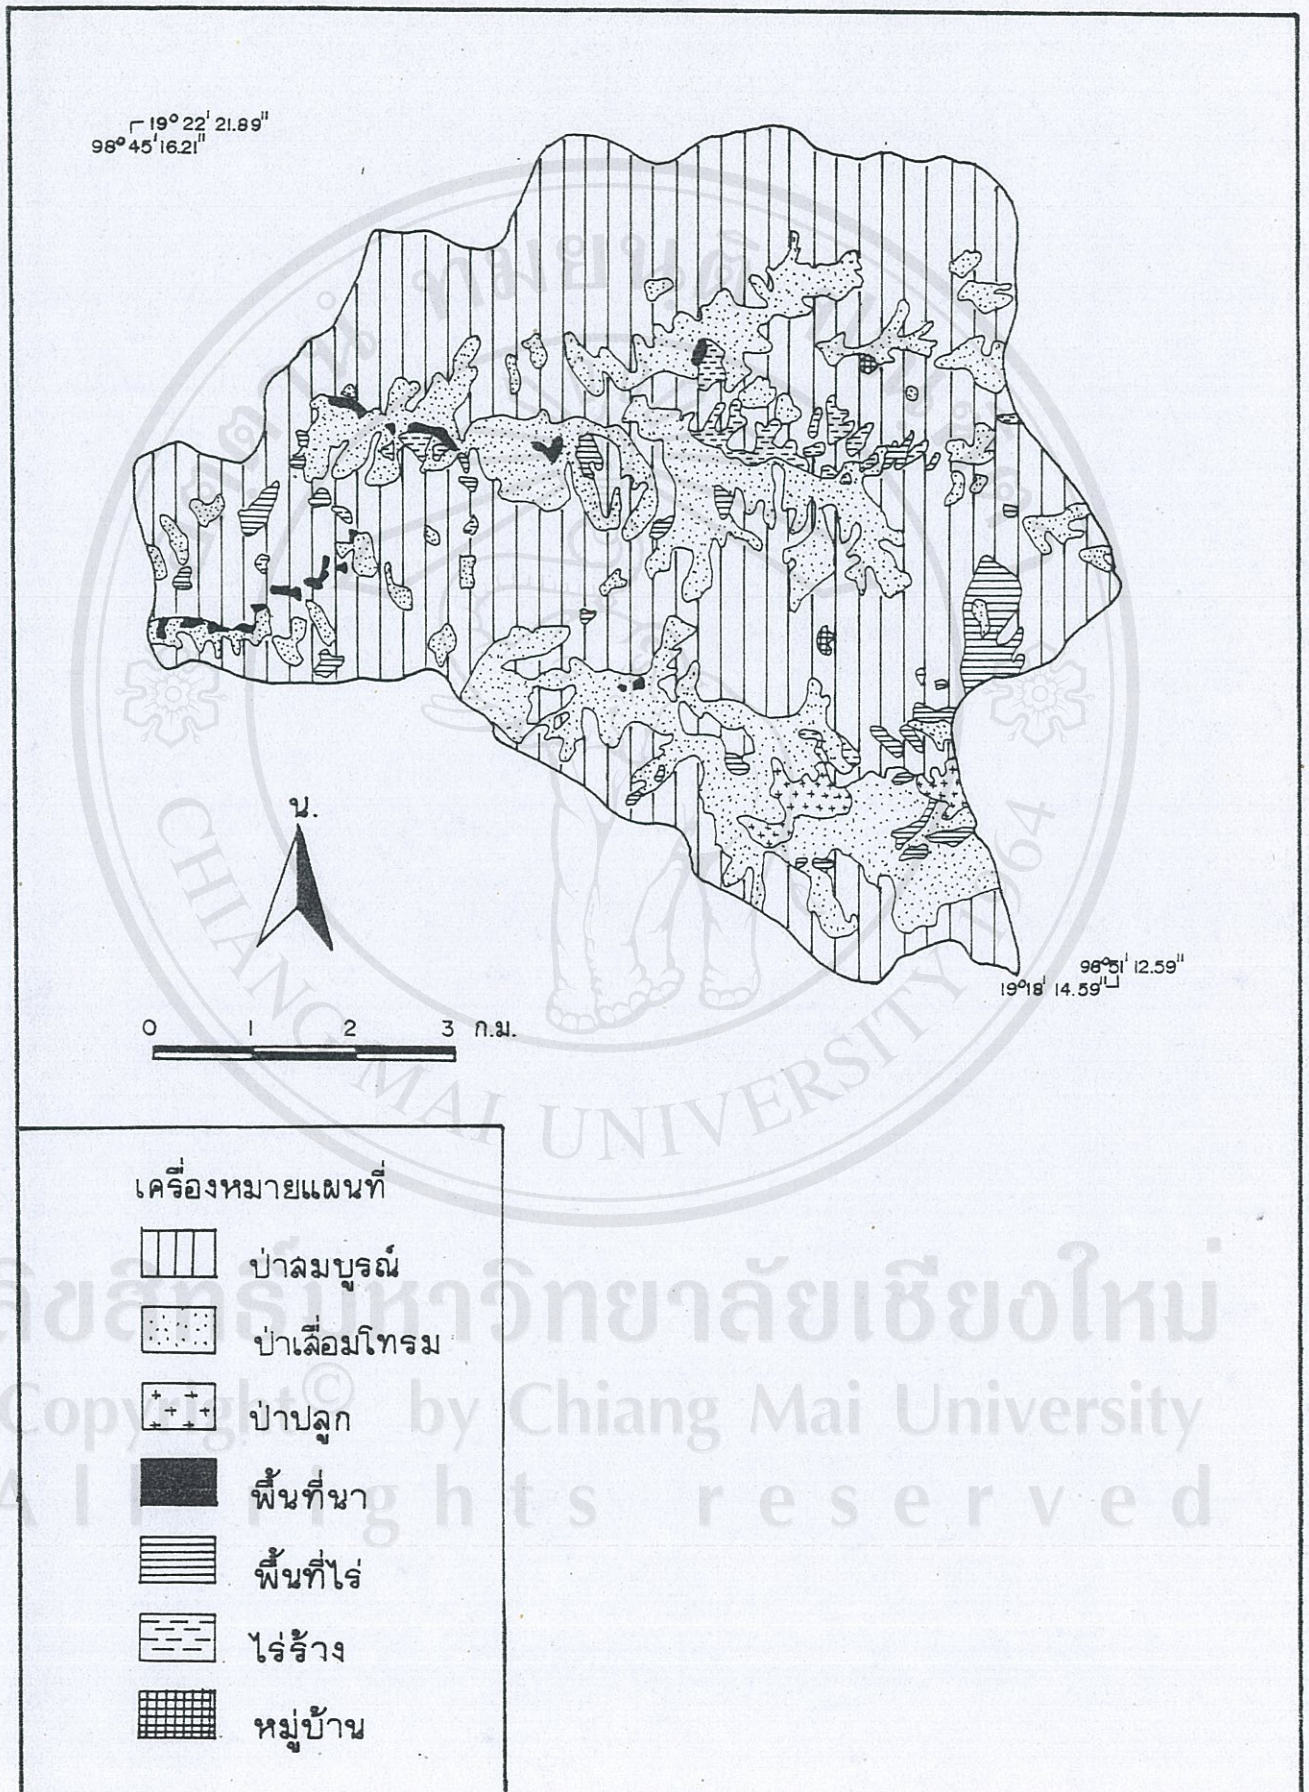 19° 22' 21.89"
98° 45' 16.21"
น.
98° 51' 12.59"
19° 18' 14.59"
0 1 2 3 ก.ม.
เครื่องหมายแผนที่
ป่าสมบูรณ์
ป่าเสื่อมโทรม
ป่าปลูก
พื้นที่นา
พื้นที่ไร่
ไร่ร้าง
หมู่บ้าน
CHIANG MAI UNIVERSITY 1964
ลิขสิทธิ์มหาวิทยาลัยเชียงใหม่
Copyright© by Chiang Mai University
All rights reserved